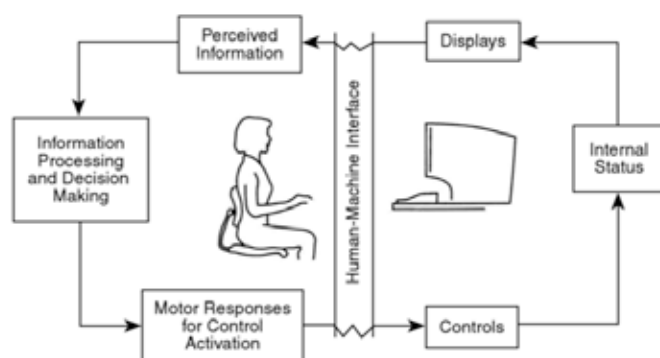 Perceived
Information
Displays
Information
Processing
and Decision
Making
Human-Machine Interface
Internal
Status
Motor Responses
for Control
Activation
Controls